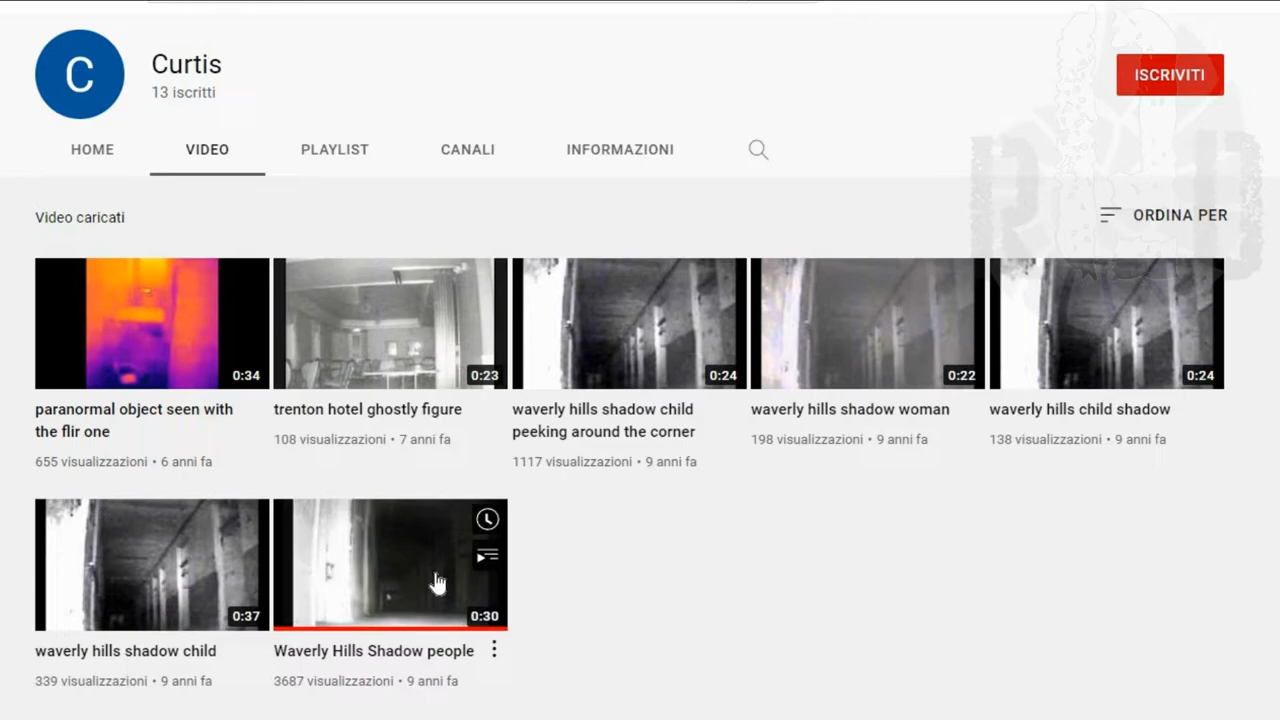 C
Curtis
13 iscritti
ISCRIVITI
HOME VIDEO PLAYLIST CANALI INFORMAZIONI
Video caricati
ORDINA PER
0:34 0:23 0:24 0:22 0:24
paranormal object seen with
the flir one
655 visualizzazioni • 6 anni fa
trenton hotel ghostly figure
108 visualizzazioni • 7 anni fa
waverly hills shadow child
peeking around the corner
1117 visualizzazioni • 9 anni fa
waverly hills shadow woman
198 visualizzazioni • 9 anni fa
waverly hills child shadow
138 visualizzazioni • 9 anni fa
0:37 0:30
waverly hills shadow child
339 visualizzazioni • 9 anni fa
Waverly Hills Shadow people
3687 visualizzazioni • 9 anni fa